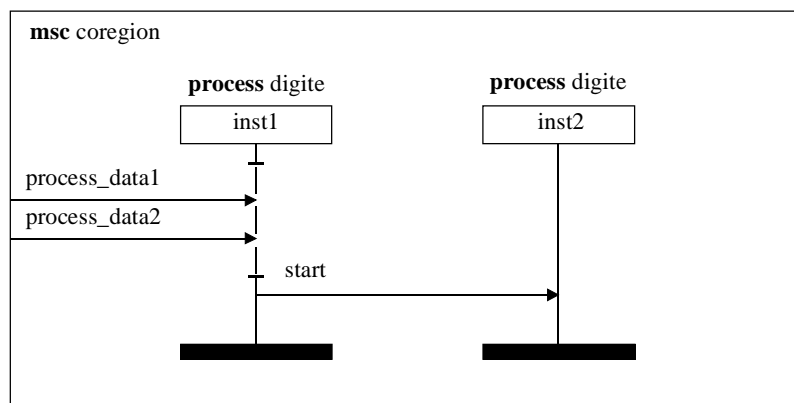 msc coregion
process digite
process digite
inst1
inst2
process_data1
process_data2
start